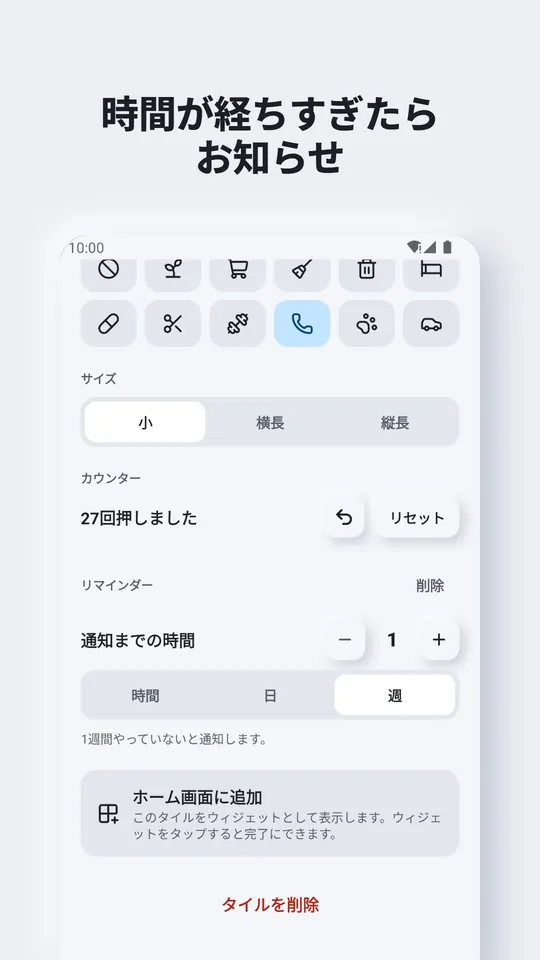 時間が経ちすぎたら
お知らせ
10:00
サイズ
小 横長 縦長
カウンター
27回押しました リセット
リマインダー 削除
通知までの時間 − 1 +
時間 日 週
1週間やっていないと通知します。
ホーム画面に追加
このタイルをウィジェットとして表示します。ウィジェ
ットをタップすると完了にできます。
タイルを削除